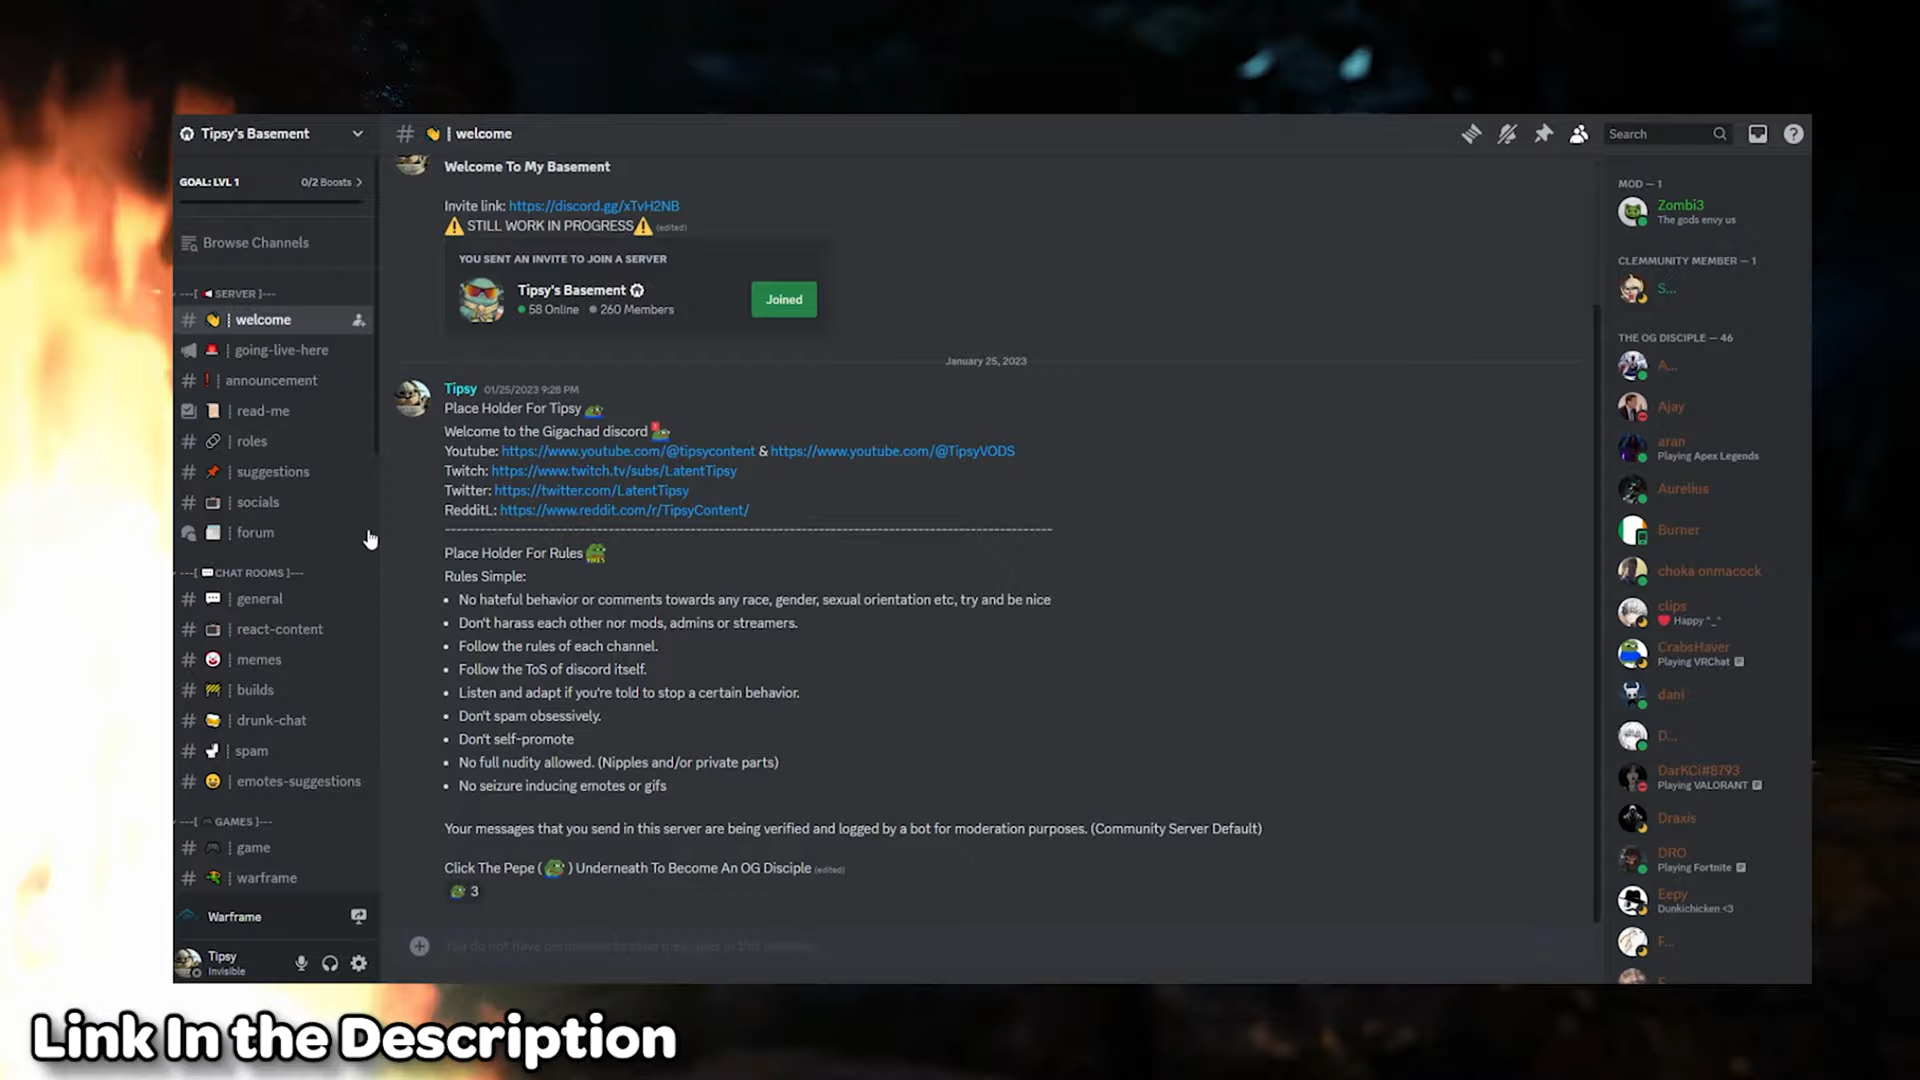 Tipsy's Basement
GOAL: LVL 1
0/2 Boosts
Browse Channels
---[ SERVER ]---
| welcome
| going-live-here
| announcement
| read-me
| roles
| suggestions
| socials
| forum
---[ CHAT ROOMS ]---
| general
| react-content
| memes
| builds
| drunk-chat
| spam
| emotes-suggestions
---[ GAMES ]---
| game
| warframe
Warframe
Tipsy
Invisible
# 👋 | welcome
Search
Welcome To My Basement
Invite link: https://discord.gg/xTvH2NB
⚠ STILL WORK IN PROGRESS⚠ (edited)
YOU SENT AN INVITE TO JOIN A SERVER
Tipsy's Basement
58 Online 260 Members
Joined
January 25, 2023
Tipsy 01/25/2023 9:28 PM
Place Holder For Tipsy
Welcome to the Gigachad discord
Youtube: https://www.youtube.com/@tipsycontent & https://www.youtube.com/@TipsyVODS
Twitch: https://www.twitch.tv/subs/LatentTipsy
Twitter: https://twitter.com/LatentTipsy
RedditL: https://www.reddit.com/r/TipsyContent/
Place Holder For Rules
Rules Simple:
• No hateful behavior or comments towards any race, gender, sexual orientation etc, try and be nice
• Don't harass each other nor mods, admins or streamers.
• Follow the rules of each channel.
• Follow the ToS of discord itself.
• Listen and adapt if you're told to stop a certain behavior.
• Don't spam obsessively.
• Don't self-promote
• No full nudity allowed. (Nipples and/or private parts)
• No seizure inducing emotes or gifs
Your messages that you send in this server are being verified and logged by a bot for moderation purposes. (Community Server Default)
Click The Pepe ( ) Underneath To Become An OG Disciple (edited)
3
You do not have permission to send messages in this channel.
MOD — 1
Zombi3
The gods envy us
CLEMMUNITY MEMBER — 1
S...
THE OG DISCIPLE — 46
A...
Ajay
aran
Playing Apex Legends
Aurelius
Burner
choka onmacock
clips
Happy ^_^
CrabsHaver
Playing VRChat
dani
D...
DarKCi#8793
Playing VALORANT
Draxis
DRO
Playing Fortnite
Eepy
Dunkichicken <3
F...
Link In the Description